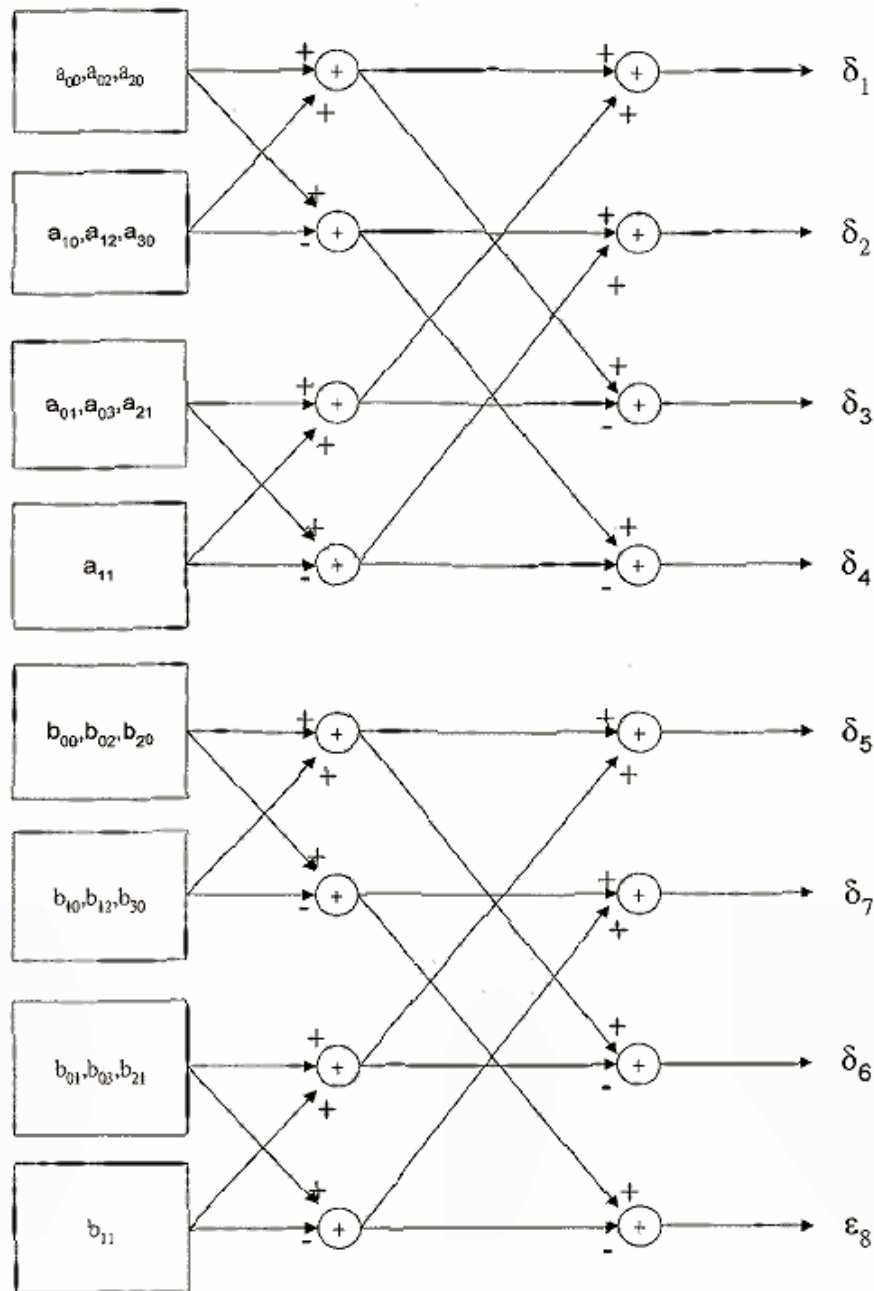 a₀₀,a₀₂,a₂₀
+ + + + δ₁
+ +
a₁₀,a₁₂,a₃₀
+ + + + δ₂
- +
a₀₁,a₀₃,a₂₁
+ + + + δ₃
+ -
a₁₁
+ + + + δ₄
- -
b₀₀,b₀₂,b₂₀
+ + + + δ₅
+ +
b₁₀,b₁₂,b₃₀
+ + + + δ₇
- +
b₀₁,b₀₃,b₂₁
+ + + + δ₆
+ -
b₁₁
+ + + + ε₈
- -